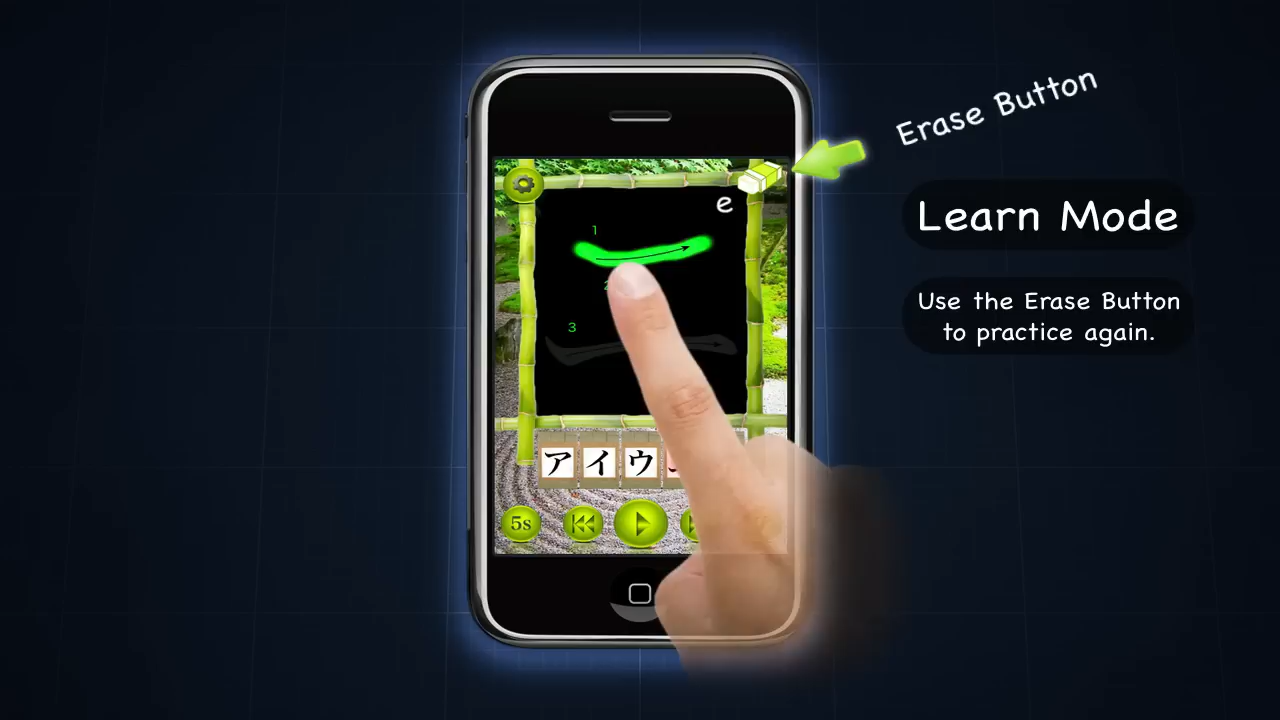 Erase Button
Learn Mode
Use the Erase Button
to practice again.
e
1
2
3
ア イ ウ
5s